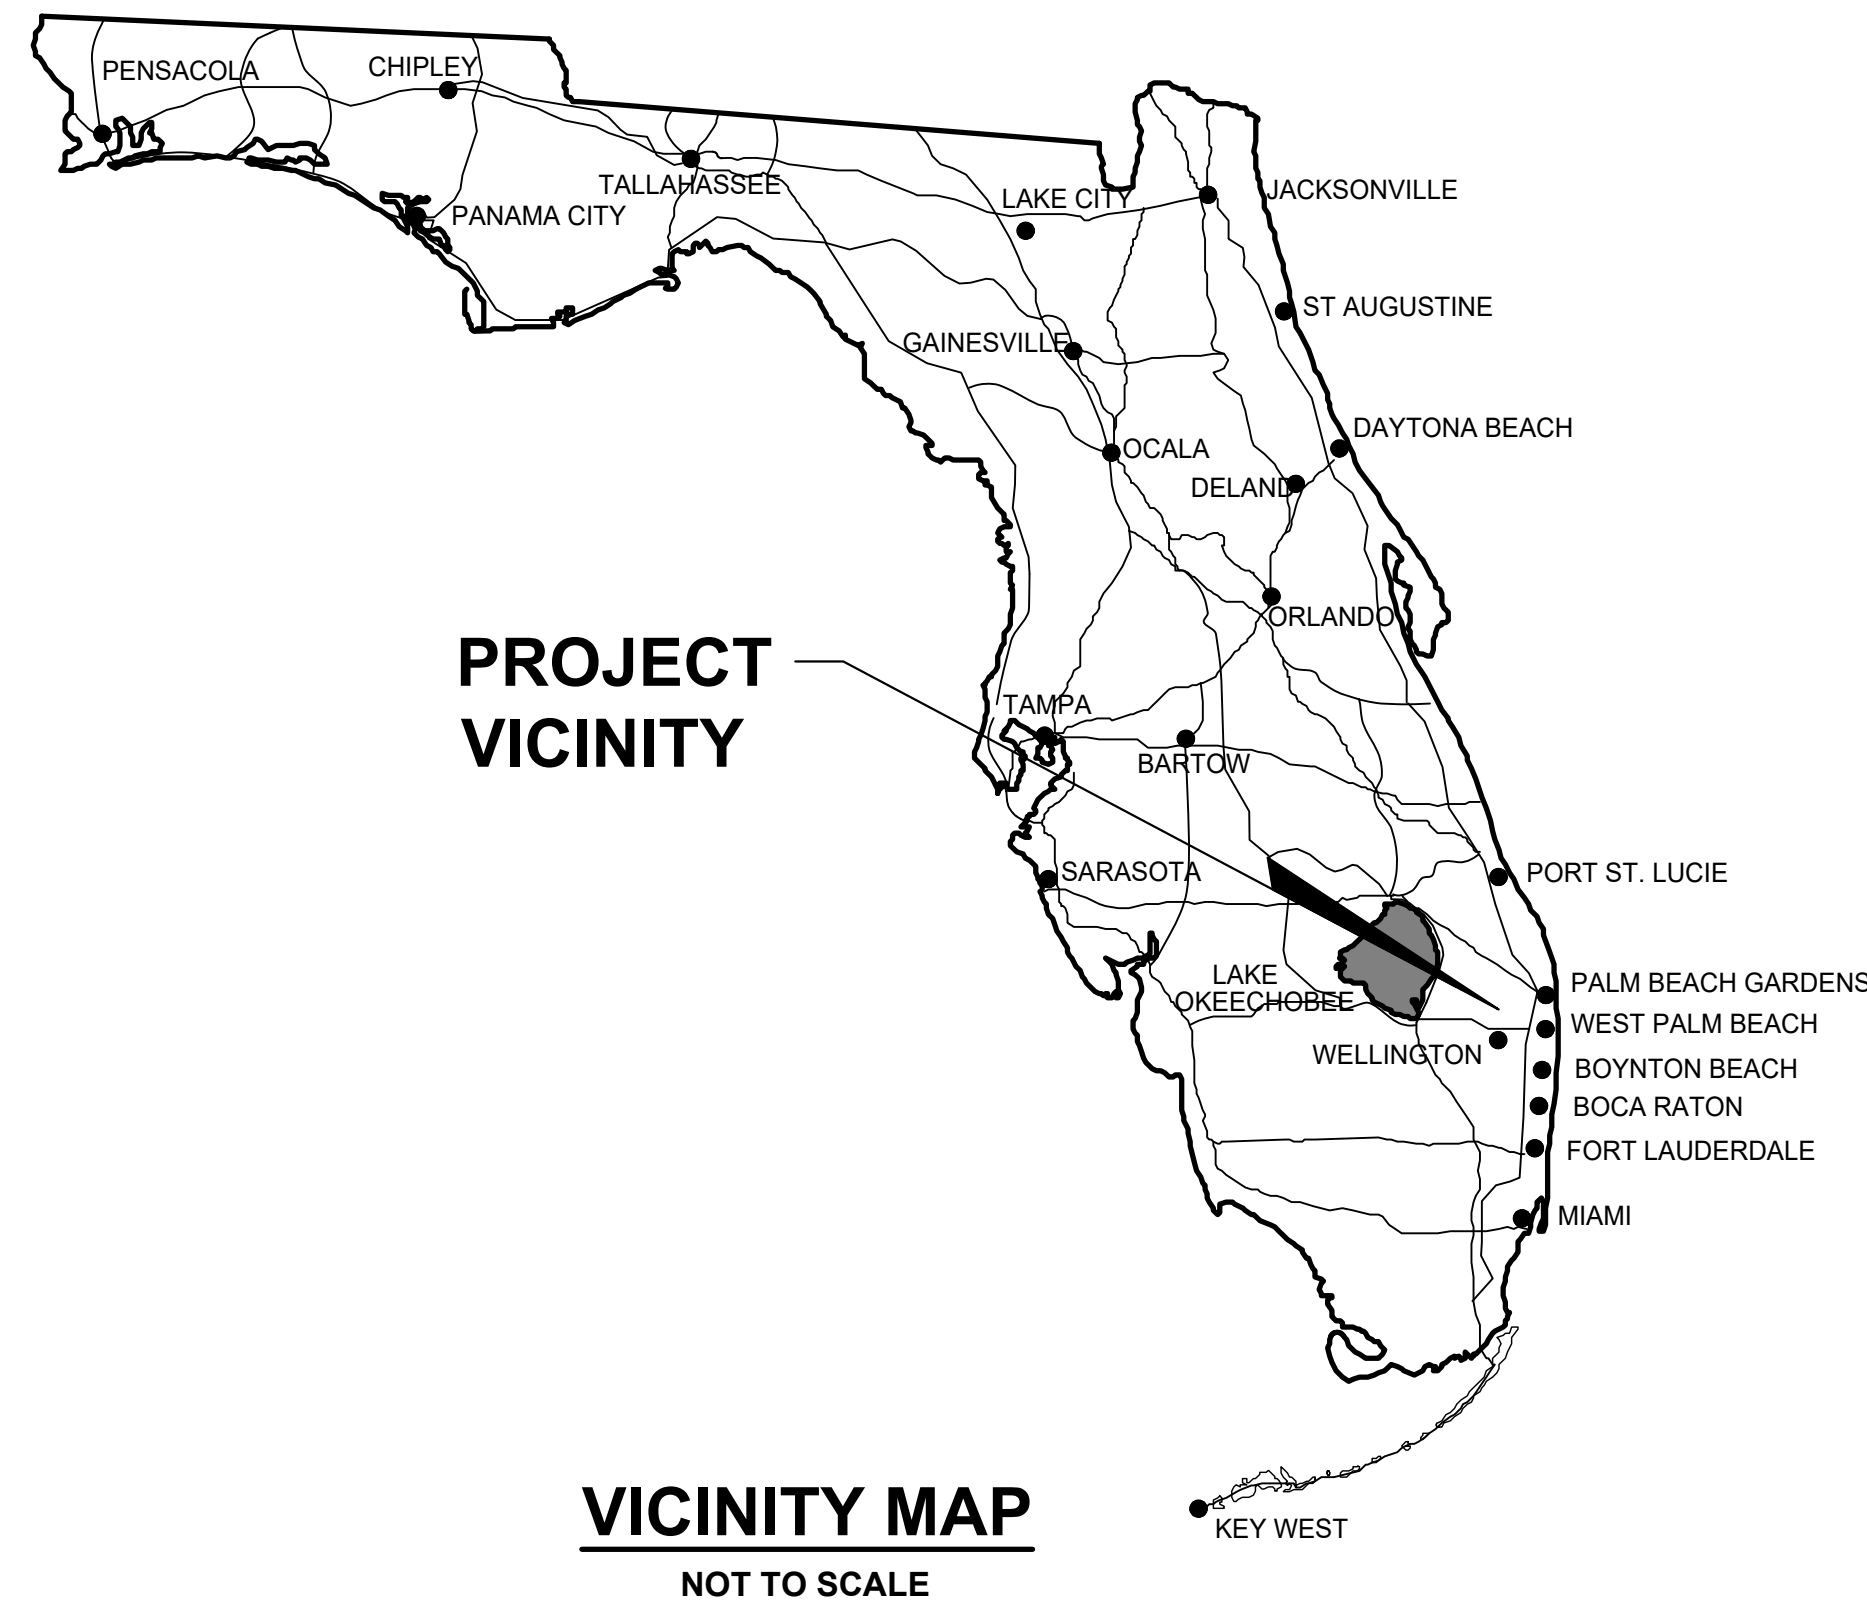 PENSACOLA
CHIPLEY
TALLAHASSEE
PANAMA CITY
LAKE CITY
JACKSONVILLE
ST AUGUSTINE
GAINESVILLE
DAYTONA BEACH
OCALA
DELAND
ORLANDO
PROJECT
VICINITY
TAMPA
BARTOW
SARASOTA
PORT ST. LUCIE
LAKE
OKEECHOBEE
PALM BEACH GARDENS
WEST PALM BEACH
WELLINGTON
BOYNTON BEACH
BOCA RATON
FORT LAUDERDALE
MIAMI
KEY WEST
VICINITY MAP
NOT TO SCALE